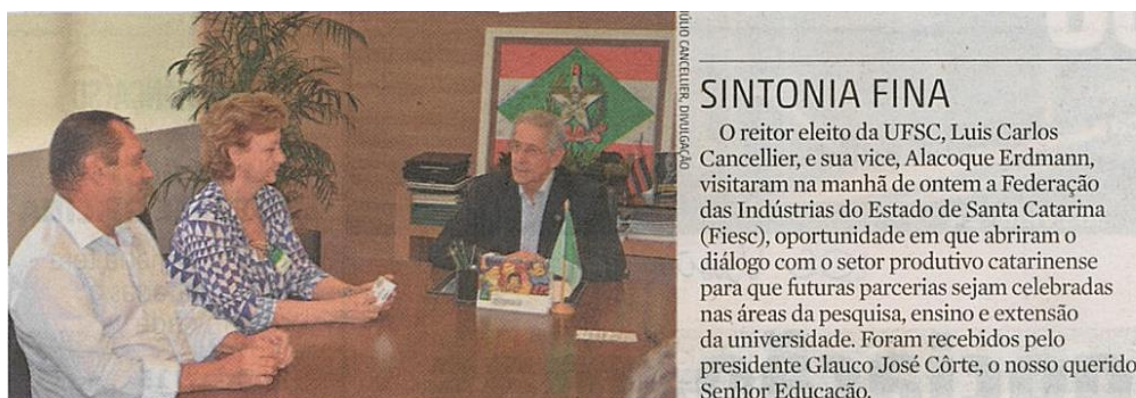 ÚLIO CANCELLIER, DIVULGAÇÃO
SINTONIA FINA
O reitor eleito da UFSC, Luis Carlos
Cancellier, e sua vice, Alacoque Erdmann,
visitaram na manhã de ontem a Federação
das Indústrias do Estado de Santa Catarina
(Fiesc), oportunidade em que abriram o
diálogo com o setor produtivo catarinense
para que futuras parcerias sejam celebradas
nas áreas da pesquisa, ensino e extensão
da universidade. Foram recebidos pelo
presidente Glauco José Côrte, o nosso querido
Senhor Educação.